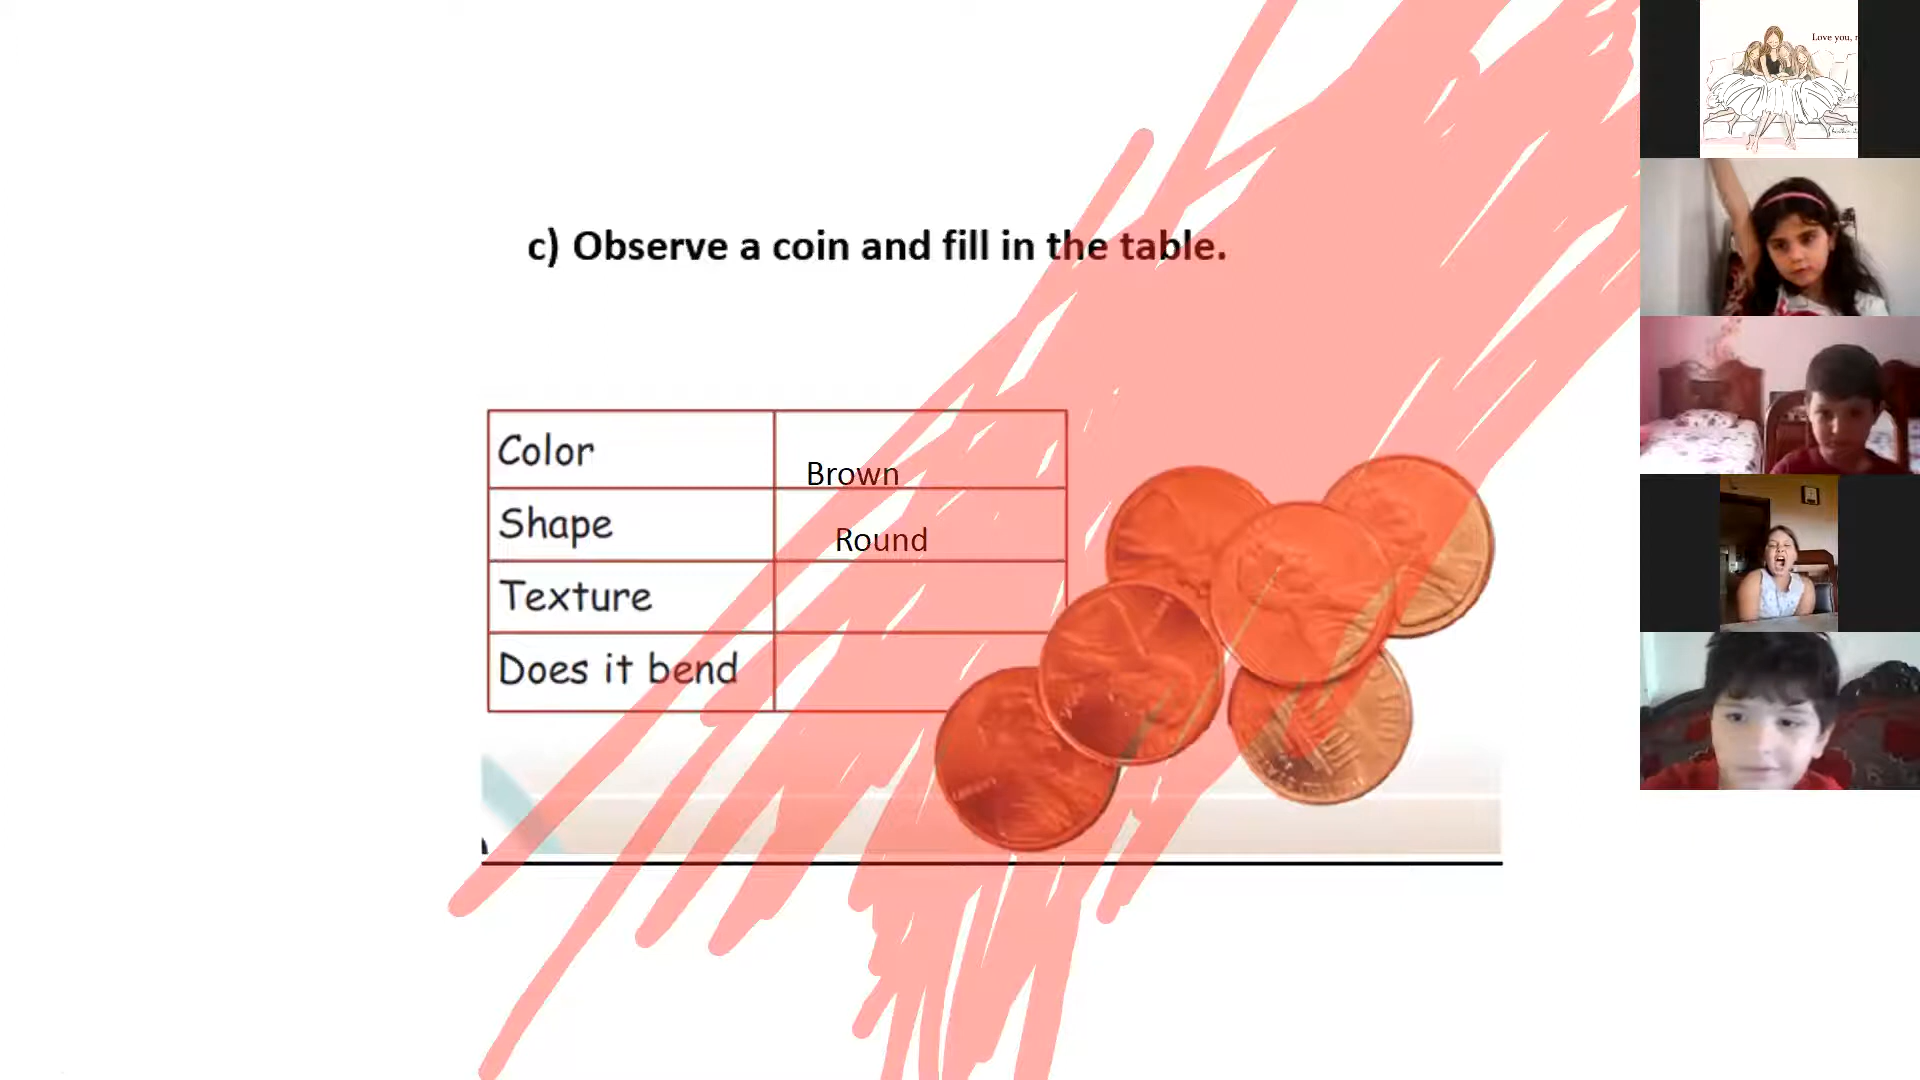 Love you,
c) Observe a coin and fill in the table.
Color
Brown
Shape
Round
Texture
Does it bend